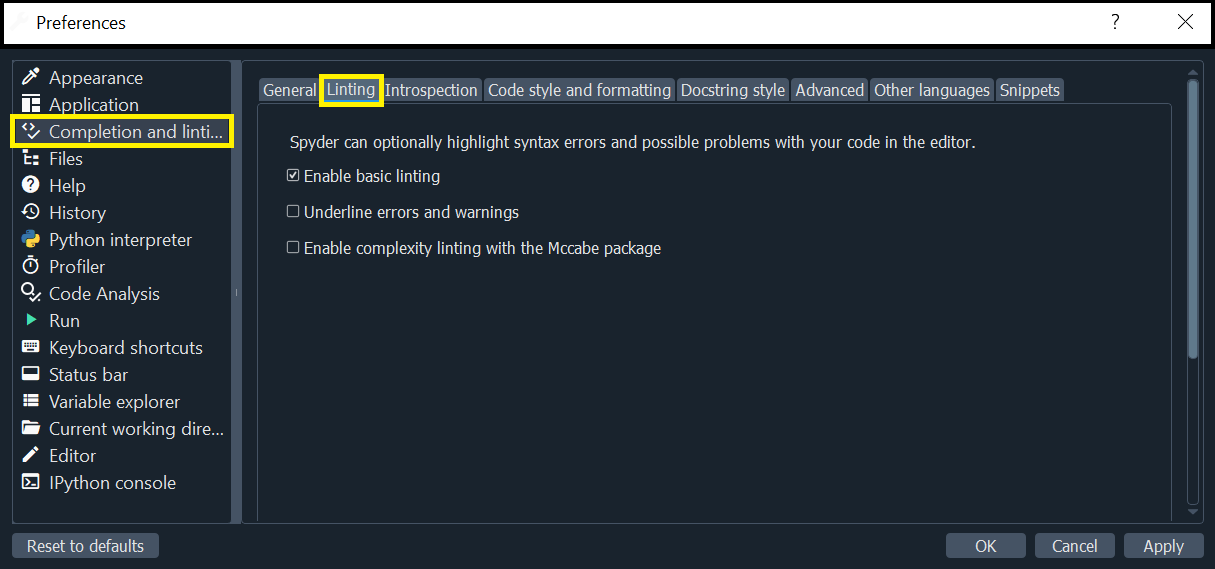 Preferences
?
Appearance
Application
Completion and linti...
Files
Help
History
Python interpreter
Profiler
Code Analysis
Run
Keyboard shortcuts
Status bar
Variable explorer
Current working dire...
Editor
IPython console
General Linting Introspection Code style and formatting Docstring style Advanced Other languages Snippets
Spyder can optionally highlight syntax errors and possible problems with your code in the editor.
Enable basic linting
Underline errors and warnings
Enable complexity linting with the Mccabe package
Reset to defaults
OK Cancel Apply